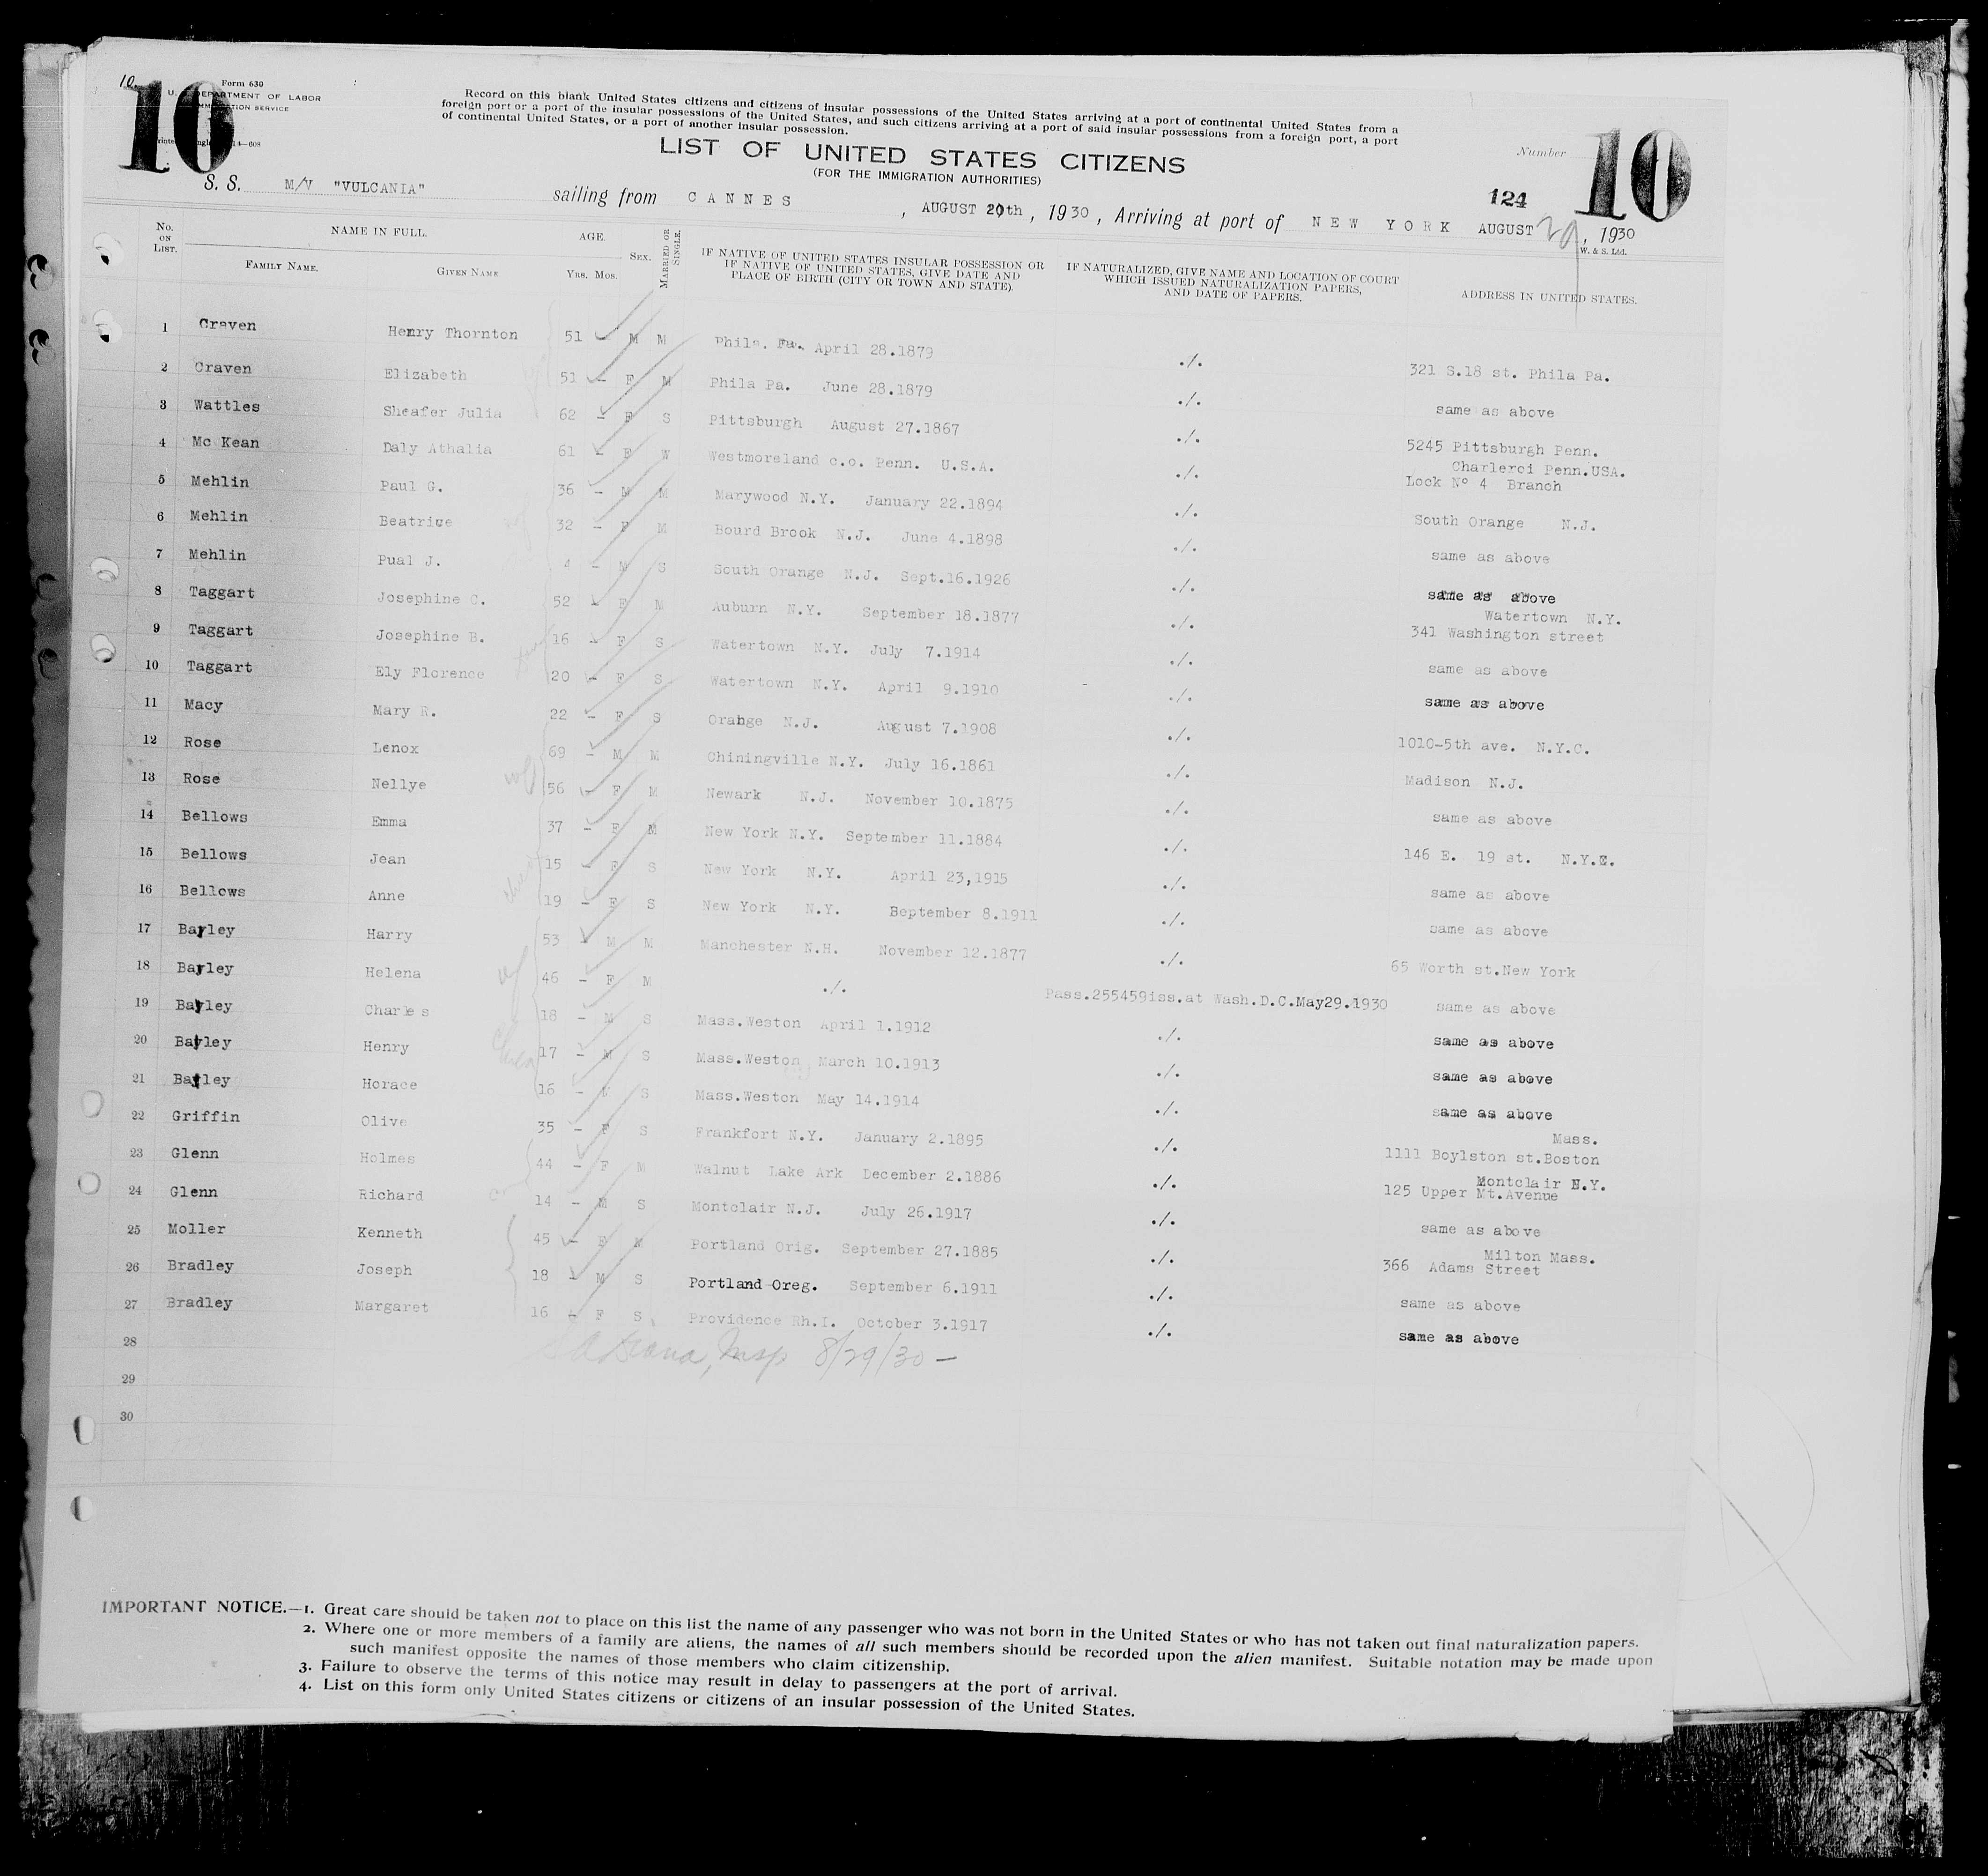 10.
10
Form 630
U. S. DEPARTMENT OF LABOR
IMMIGRATION SERVICE
14—608
Record on this blank United States citizens and citizens of insular possessions of the United States arriving at a port of continental United States from a
foreign port or a port of the insular possessions of the United States, and such citizens arriving at a port of said insular possessions from a foreign port, a port
of continental United States, or a port of another insular possession.
LIST OF UNITED STATES CITIZENS
(FOR THE IMMIGRATION AUTHORITIES)
Number
10
124
S. S. M/V "VULCANIA" sailing from CANNES , AUGUST 20th , 1930 , Arriving at port of NEW YORK AUGUST 29 , 1930
W. & S. Ltd.
No. ON LIST. NAME IN FULL. FAMILY NAME. GIVEN NAME AGE. YRS. MOS. SEX. MARRIED OR SINGLE. IF NATIVE OF UNITED STATES INSULAR POSSESSION OR IF NATIVE OF UNITED STATES, GIVE DATE AND PLACE OF BIRTH (CITY OR TOWN AND STATE). IF NATURALIZED, GIVE NAME AND LOCATION OF COURT WHICH ISSUED NATURALIZATION PAPERS, AND DATE OF PAPERS. ADDRESS IN UNITED STATES.
1 Craven Henry Thornton 51 – M M Phila. Pa. April 28.1879 ./. 321 S.18 st. Phila Pa.
2 Craven Elizabeth 51 – F M Phila Pa. June 28.1879 ./. same as above
3 Wattles Sheafer Julia 62 – F S Pittsburgh August 27.1867 ./. 5245 Pittsburgh Penn.
4 Mc Kean Daly Athalia 61 – F W Westmoreland c.o. Penn. U.S.A. ./. Charleroi Penn.USA.
Lock Nº 4 Branch
5 Mehlin Paul G. 36 – M M Marywood N.Y. January 22.1894 ./. South Orange N.J.
6 Mehlin Beatrice 32 – F M Bourd Brook N.J. June 4.1898 ./. same as above
7 Mehlin Pual J. 4 – M S South Orange N.J. Sept.16.1926 ./. same as above
8 Taggart Josephine C. 52 – F M Auburn N.Y. September 18.1877 ./. Watertown N.Y.
341 Washington street
9 Taggart Josephine B. 16 – F S Watertown N.Y. July 7.1914 ./. same as above
10 Taggart Ely Florence 20 – F S Watertown N.Y. April 9.1910 ./. same as above
11 Macy Mary R. 22 – F S Orange N.J. August 7.1908 ./. 1010-5th ave. N.Y.C.
12 Rose Lenox 69 – M M Chiningville N.Y. July 16.1861 ./. Madison N.J.
13 Rose Nellye 56 – F M Newark N.J. November 10.1875 ./. same as above
14 Bellows Emma 37 – F M New York N.Y. September 11.1884 ./. 146 E. 19 st. N.Y.C.
15 Bellows Jean 15 – F S New York N.Y. April 23,1915 ./. same as above
16 Bellows Anne 19 – F S New York N.Y. September 8.1911 ./. same as above
17 Bayley Harry 53 – M M Manchester N.H. November 12.1877 ./. 65 Worth st.New York
18 Bayley Helena 46 – F M ./. Pass.255459iss.at Wash.D.C.May29.1930 same as above
19 Bayley Charles 18 – M S Mass.Weston April 1.1912 ./. same as above
20 Bayley Henry 17 – M S Mass.Weston March 10.1913 ./. same as above
21 Bayley Horace 16 – M S Mass.Weston May 14.1914 ./. same as above
22 Griffin Olive 35 – F S Frankfort N.Y. January 2.1895 ./. Mass.
1111 Boylston st.Boston
23 Glenn Holmes 44 – F M Walnut Lake Ark December 2.1886 ./. Montclair N.Y.
125 Upper Mt.Avenue
24 Glenn Richard 14 – M S Montclair N.J. July 26.1917 ./. same as above
25 Moller Kenneth 45 – F M Portland Orig. September 27.1885 ./. Milton Mass.
366 Adams Street
26 Bradley Joseph 18 – M S Portland Oreg. September 6.1911 ./. same as above
27 Bradley Margaret 16 – F S Providence Rh.I. October 3.1917 ./. same as above
28 Insp 8/29/30 –
29
30
IMPORTANT NOTICE.—1. Great care should be taken not to place on this list the name of any passenger who was not born in the United States or who has not taken out final naturalization papers.
2. Where one or more members of a family are aliens, the names of all such members should be recorded upon the alien manifest. Suitable notation may be made upon
such manifest opposite the names of those members who claim citizenship.
3. Failure to observe the terms of this notice may result in delay to passengers at the port of arrival.
4. List on this form only United States citizens or citizens of an insular possession of the United States.